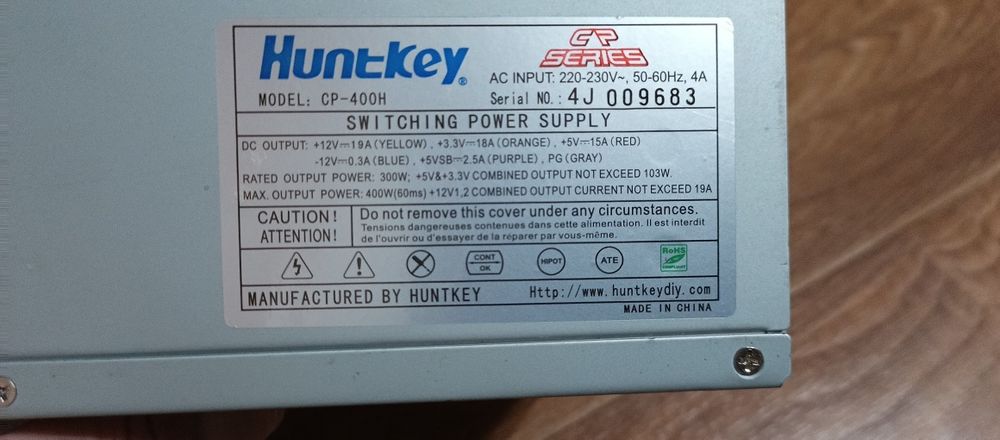 Huntkey®
CP
SERIES
AC INPUT: 220-230V~, 50-60Hz, 4A
MODEL: CP-400H
Serial NO.: 4J 009683
SWITCHING POWER SUPPLY
DC OUTPUT: +12V⎓19A(YELLOW), +3.3V⎓18A(ORANGE), +5V⎓15A(RED)
-12V⎓0.3A(BLUE), +5VSB⎓2.5A(PURPLE), PG(GRAY)
RATED OUTPUT POWER: 300W; +5V&+3.3V COMBINED OUTPUT NOT EXCEED 103W.
MAX. OUTPUT POWER: 400W(60ms) +12V1,2 COMBINED OUTPUT CURRENT NOT EXCEED 19A
CAUTION!
ATTENTION!
Do not remove this cover under any circumstances.
Tensions dangereuses contenues dans cette alimentation. Il est interdit
de l'ouvrir ou d'essayer de la reparer par vous-même.
CONT
OK
HIPOT
ATE
RoHS
COMPLIANT
MANUFACTURED BY HUNTKEY
Http://www.huntkeydiy.com
MADE IN CHINA